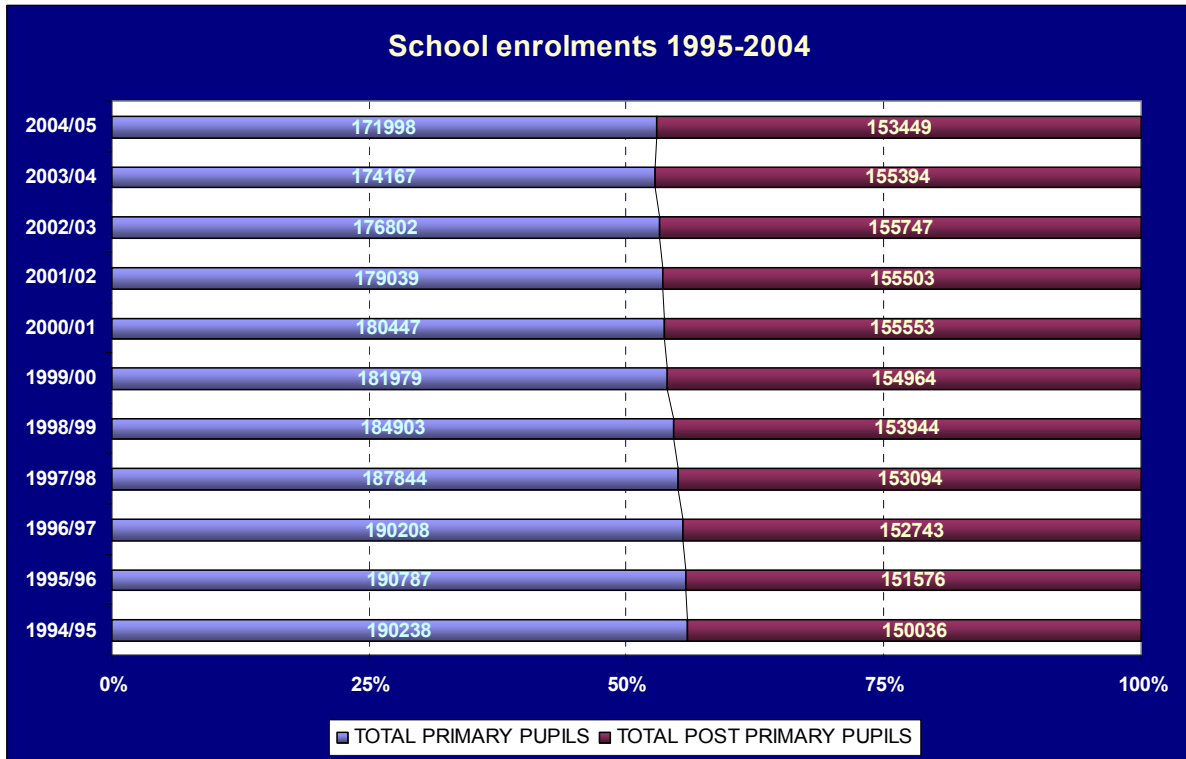 School enrolments 1995-2004
2004/05 171998 153449
2003/04 174167 155394
2002/03 176802 155747
2001/02 179039 155503
2000/01 180447 155553
1999/00 181979 154964
1998/99 184903 153944
1997/98 187844 153094
1996/97 190208 152743
1995/96 190787 151576
1994/95 190238 150036
0% 25% 50% 75% 100%
TOTAL PRIMARY PUPILS TOTAL POST PRIMARY PUPILS